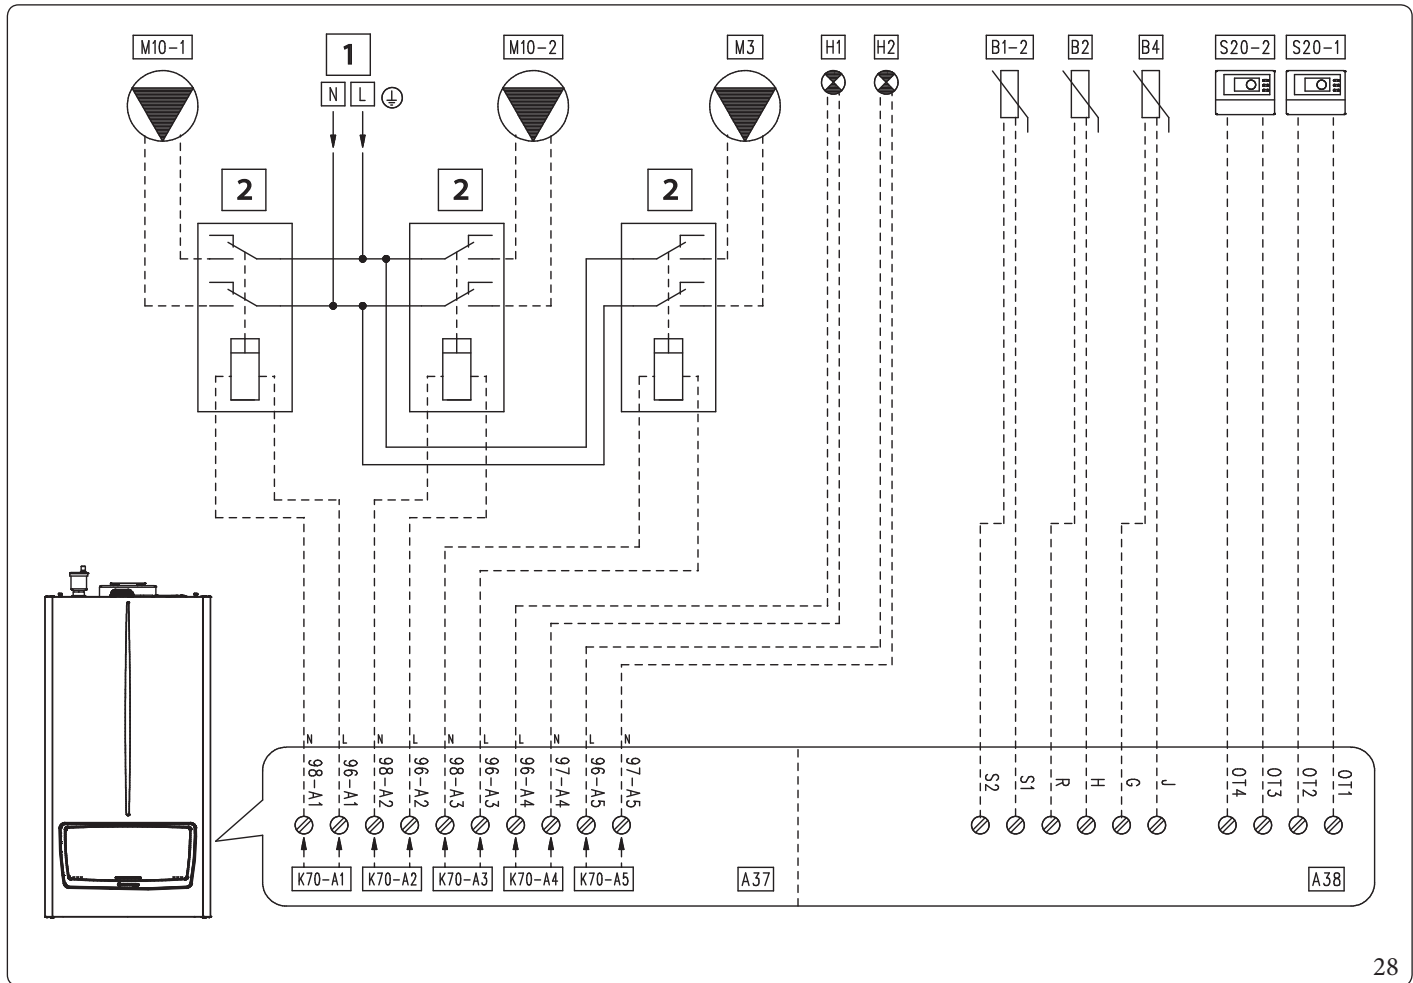 M10-1 1 M10-2 M3 H1 H2 B1-2 B2 B4 S20-2 S20-1
N L
2 2 2
N L N L N L L N L N
98-A1 96-A1 98-A2 96-A2 98-A3 96-A3 96-A4 97-A4 96-A5 97-A5 S2 S1 R H G J OT4 OT3 OT2 OT1
K70-A1 K70-A2 K70-A3 K70-A4 K70-A5 A37 A38
28